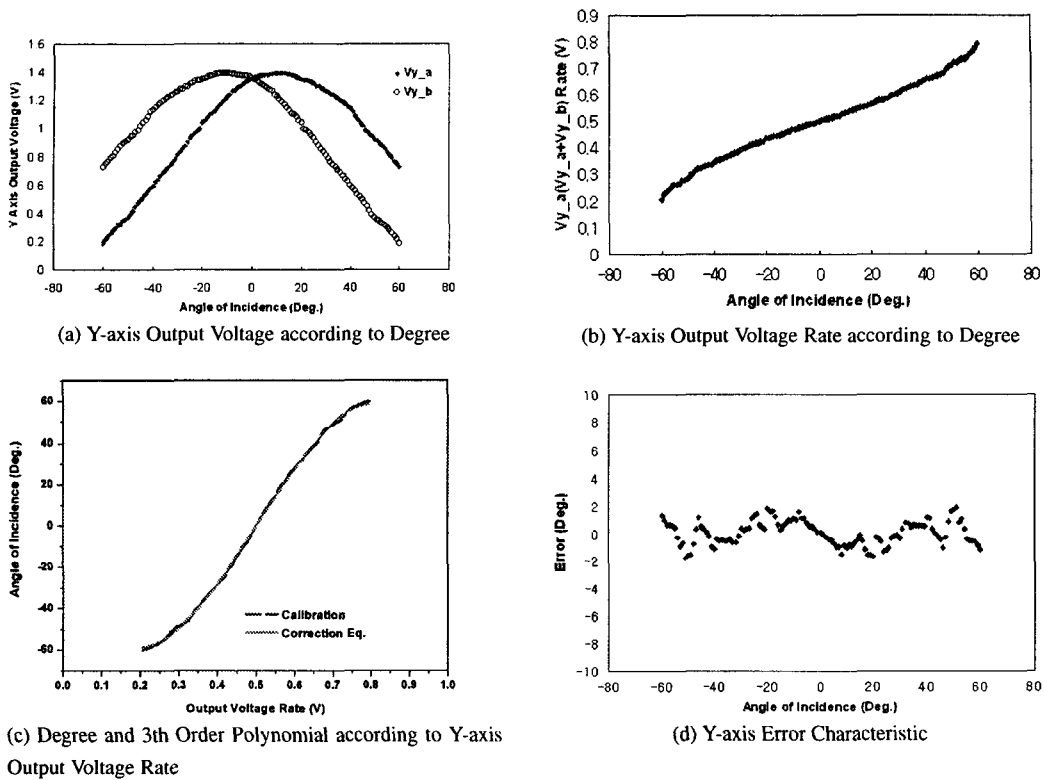 1.6
1.4
1.2
1
0.8
0.6
0.4
0.2
0
Y Axis Output Voltage (V)
Vy_a
Vy_b
-80 -60 -40 -20 0 20 40 60 80
Angle of Incidence (Deg.)
(a) Y-axis Output Voltage according to Degree
0.9
0.8
0.7
0.6
0.5
0.4
0.3
0.2
0.1
0
Vy_a(Vy_a+Vy_b) Rate (V)
-80 -60 -40 -20 0 20 40 60 80
Angle of Incidence (Deg.)
(b) Y-axis Output Voltage Rate according to Degree
60
40
20
0
-20
-40
-60
Angle of Incidence (Deg.)
Calibration
Correction Eq.
0.0 0.1 0.2 0.3 0.4 0.5 0.6 0.7 0.8 0.9 1.0
Output Voltage Rate (V)
(c) Degree and 3th Order Polynomial according to Y-axis
Output Voltage Rate
10
8
6
4
2
0
-2
-4
-6
-8
-10
Error (Deg.)
-80 -60 -40 -20 0 20 40 60 80
Angle of Incidence (Deg.)
(d) Y-axis Error Characteristic